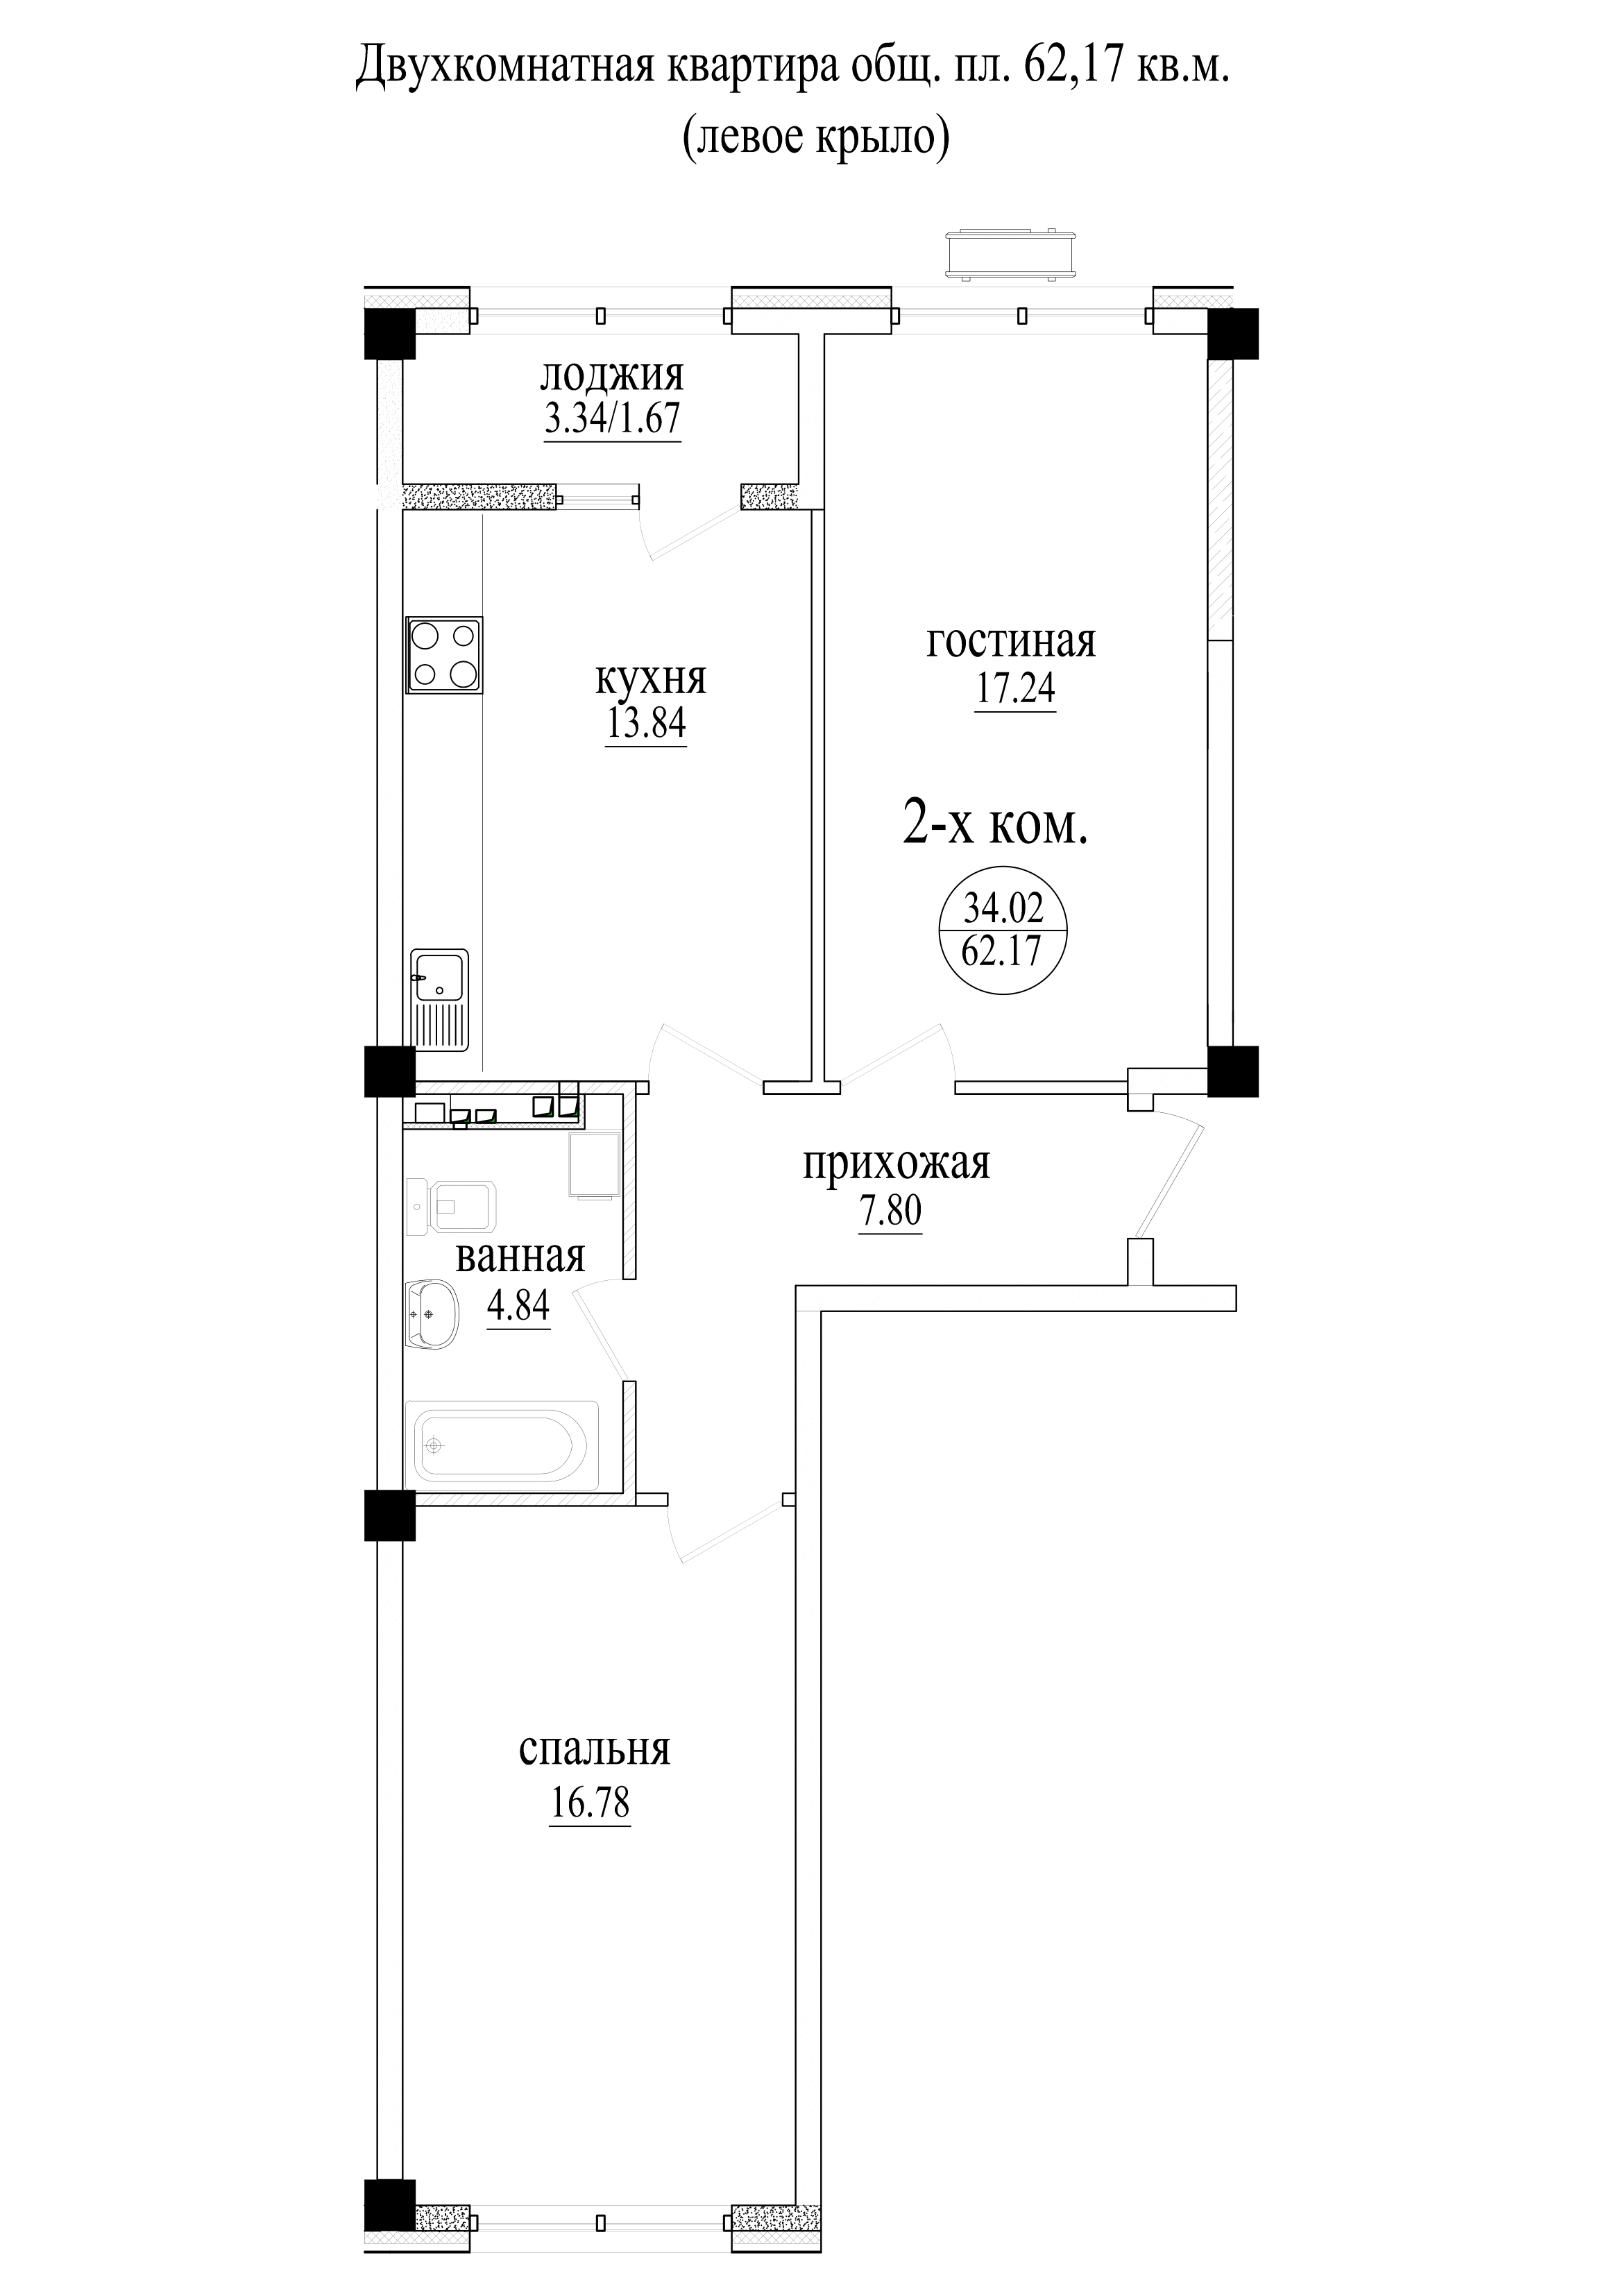 Двухкомнатная квартира общ. пл. 62,17 кв.м.
(левое крыло)
лоджия
3.34/1.67
кухня
13.84
гостиная
17.24
2-х ком.
34.02
62.17
прихожая
7.80
ванная
4.84
спальня
16.78